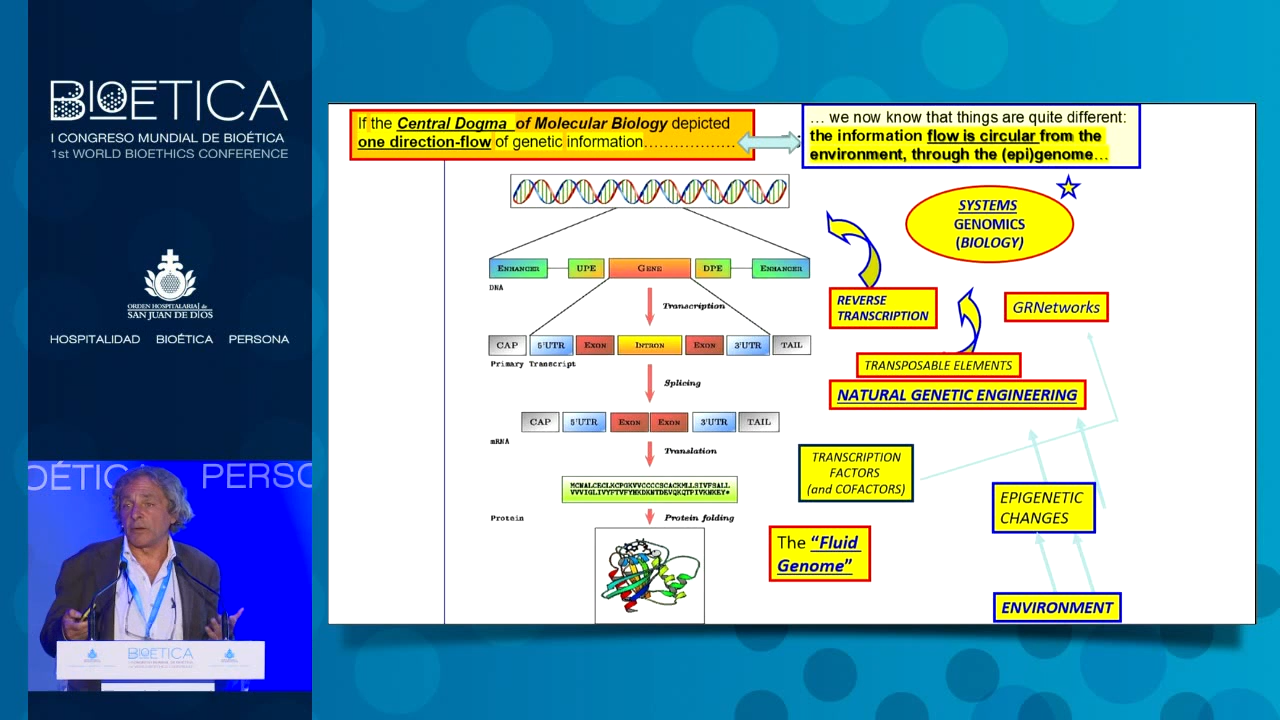 BIOETICA
I CONGRESO MUNDIAL DE BIOÉTICA
1st WORLD BIOETHICS CONFERENCE
ORDEN HOSPITALARIA de
SAN JUAN DE DIOS
HOSPITALIDAD BIOÉTICA PERSONA
OÉTICA PERSO
BIOETICA
If the Central Dogma of Molecular Biology depicted
one direction-flow of genetic information………………
… we now know that things are quite different:
the information flow is circular from the
environment, through the (epi)genome…
SYSTEMS
GENOMICS
(BIOLOGY)
ENHANCER UPE GENE DPE ENHANCER
DNA
Transcription
CAP 5'UTR EXON INTRON EXON 3'UTR TAIL
Primary Transcript
Splicing
CAP 5'UTR EXON EXON 3'UTR TAIL
mRNA
Translation
Protein
Protein folding
REVERSE
TRANSCRIPTION
GRNetworks
TRANSPOSABLE ELEMENTS
NATURAL GENETIC ENGINEERING
TRANSCRIPTION
FACTORS
(and COFACTORS)
EPIGENETIC
CHANGES
The "Fluid
Genome"
ENVIRONMENT